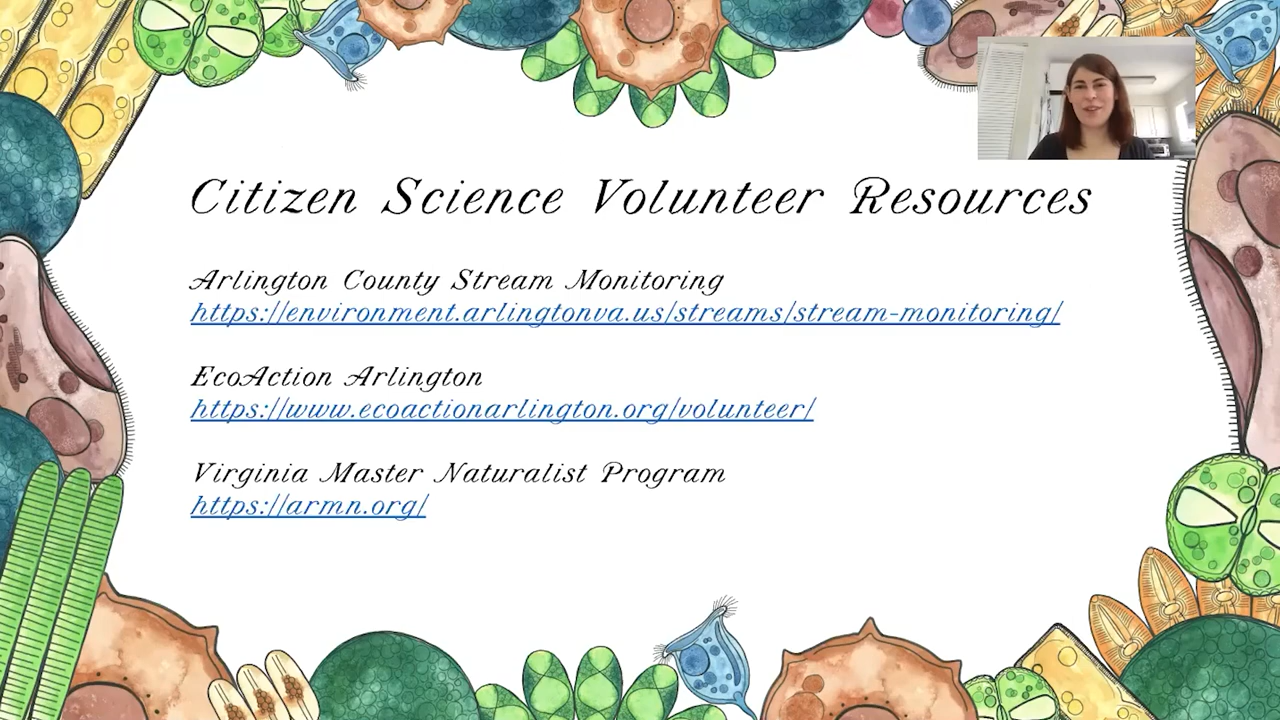 Citizen Science Volunteer Resources
Arlington County Stream Monitoring
https://environment.arlingtonva.us/streams/stream-monitoring/
EcoAction Arlington
https://www.ecoactionarlington.org/volunteer/
Virginia Master Naturalist Program
https://armn.org/